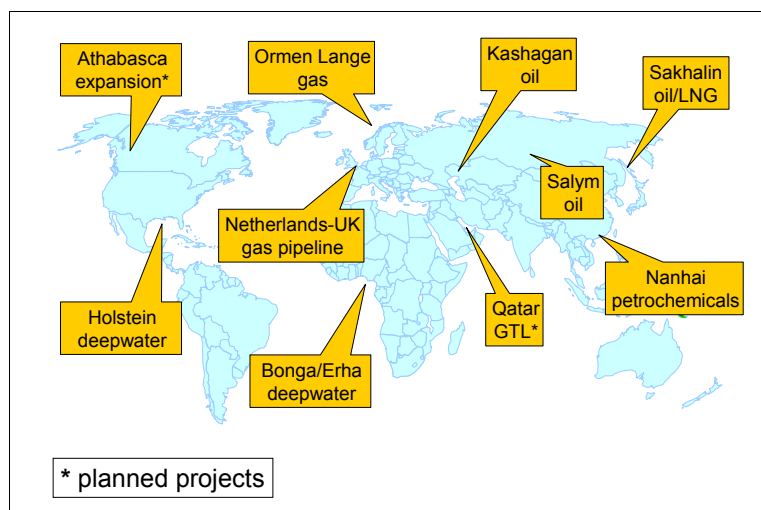 Athabasca
expansion*
Ormen Lange
gas
Kashagan
oil
Sakhalin
oil/LNG
Salym
oil
Netherlands-UK
gas pipeline
Nanhai
petrochemicals
Holstein
deepwater
Qatar
GTL*
Bonga/Erha
deepwater
* planned projects